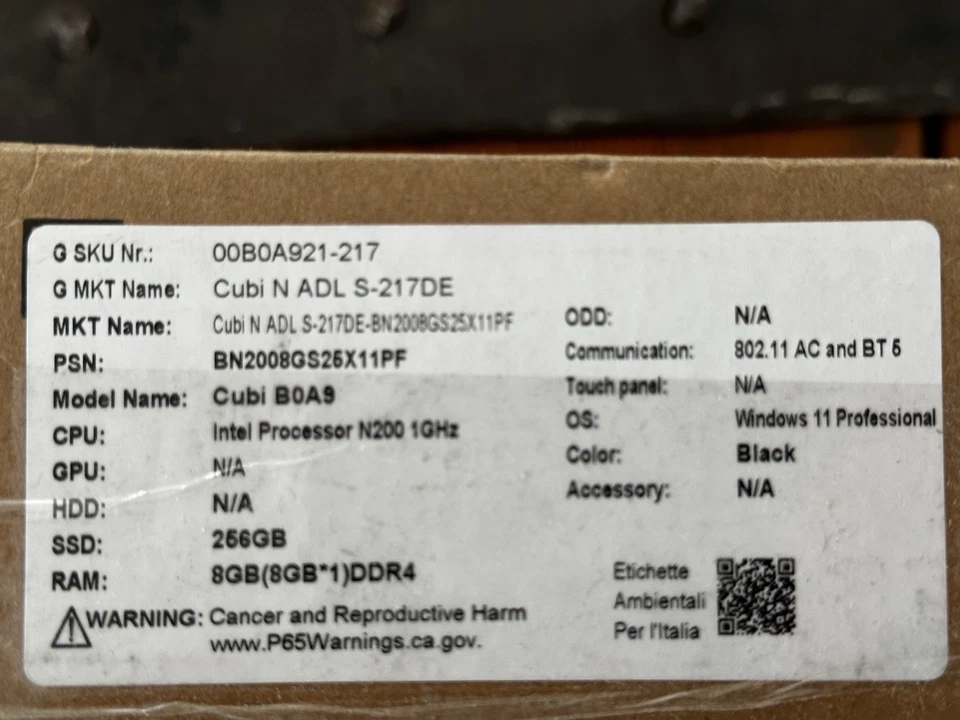 G SKU Nr.: 00B0A921-217
G MKT Name: Cubi N ADL S-217DE
MKT Name: Cubi N ADL S-217DE-BN2008GS25X11PF
PSN: BN2008GS25X11PF
Model Name: Cubi B0A9
CPU: Intel Processor N200 1GHz
GPU: N/A
HDD: N/A
SSD: 256GB
RAM: 8GB(8GB*1)DDR4
ODD: N/A
Communication: 802.11 AC and BT 5
Touch panel: N/A
OS: Windows 11 Professional
Color: Black
Accessory: N/A
WARNING: Cancer and Reproductive Harm
www.P65Warnings.ca.gov.
Etichette
Ambientali
Per l'Italia